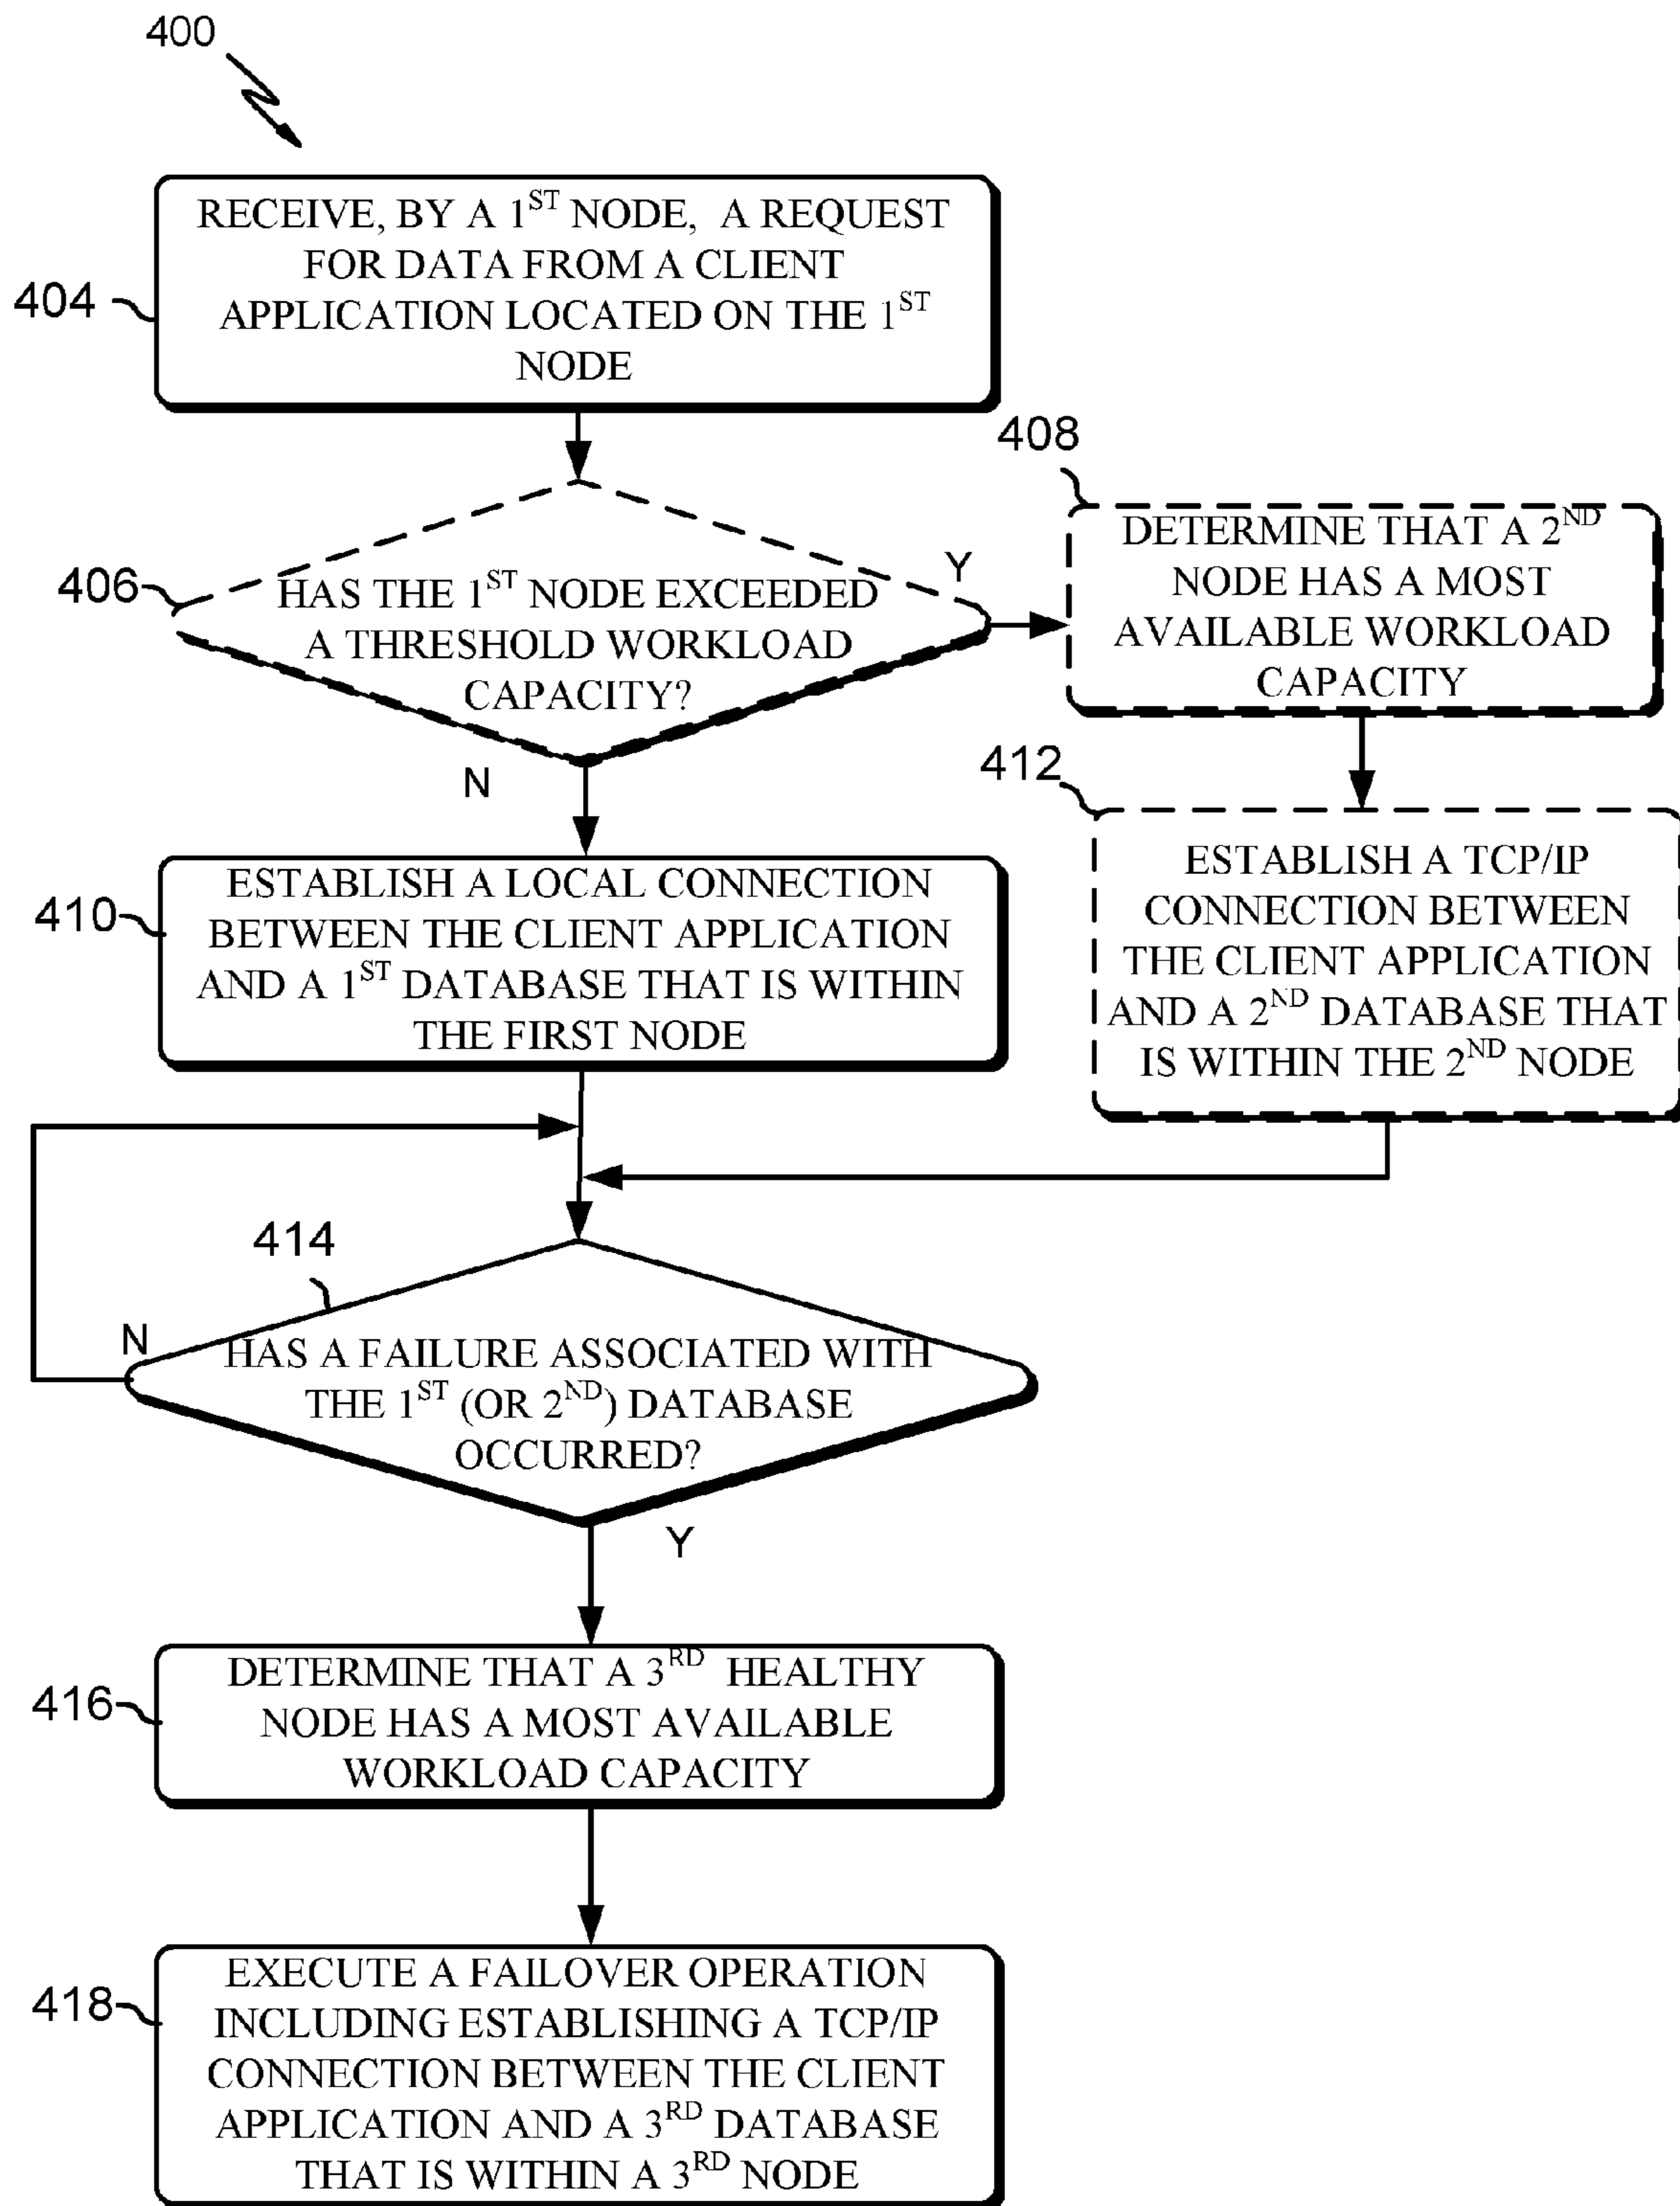 400
RECEIVE, BY A 1ST NODE, A REQUEST
FOR DATA FROM A CLIENT
APPLICATION LOCATED ON THE 1ST
NODE
404
406
HAS THE 1ST NODE EXCEEDED
A THRESHOLD WORKLOAD
CAPACITY?
Y
N
408
DETERMINE THAT A 2ND
NODE HAS A MOST
AVAILABLE WORKLOAD
CAPACITY
410
ESTABLISH A LOCAL CONNECTION
BETWEEN THE CLIENT APPLICATION
AND A 1ST DATABASE THAT IS WITHIN
THE FIRST NODE
412
ESTABLISH A TCP/IP
CONNECTION BETWEEN
THE CLIENT APPLICATION
AND A 2ND DATABASE THAT
IS WITHIN THE 2ND NODE
414
N
HAS A FAILURE ASSOCIATED WITH
THE 1ST (OR 2ND) DATABASE
OCCURRED?
Y
416
DETERMINE THAT A 3RD HEALTHY
NODE HAS A MOST AVAILABLE
WORKLOAD CAPACITY
418
EXECUTE A FAILOVER OPERATION
INCLUDING ESTABLISHING A TCP/IP
CONNECTION BETWEEN THE CLIENT
APPLICATION AND A 3RD DATABASE
THAT IS WITHIN A 3RD NODE